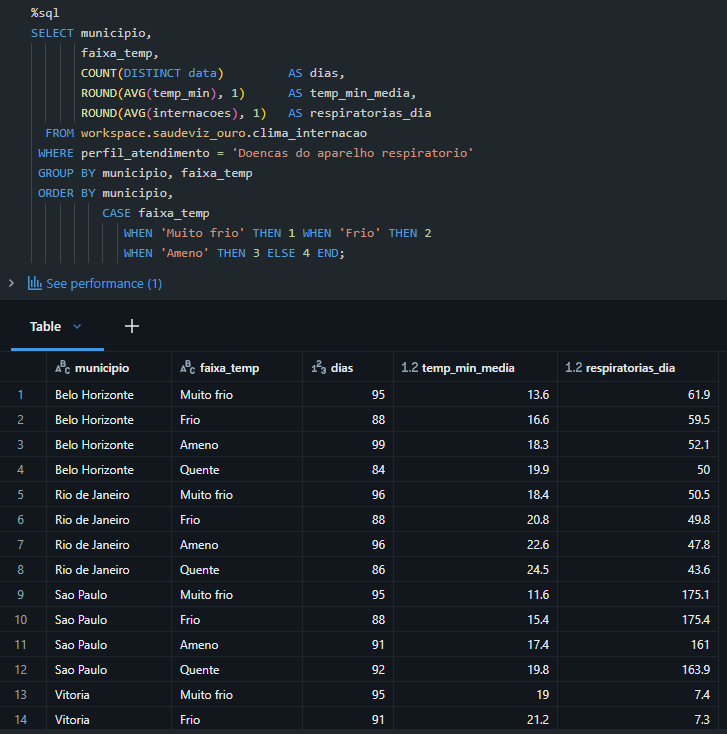 %sql
SELECT municipio,
faixa_temp,
COUNT(DISTINCT data) AS dias,
ROUND(AVG(temp_min), 1) AS temp_min_media,
ROUND(AVG(internacoes), 1) AS respiratorias_dia
FROM workspace.saudeviz_ouro.clima_internacao
WHERE perfil_atendimento = 'Doencas do aparelho respiratorio'
GROUP BY municipio, faixa_temp
ORDER BY municipio,
CASE faixa_temp
WHEN 'Muito frio' THEN 1 WHEN 'Frio' THEN 2
WHEN 'Ameno' THEN 3 ELSE 4 END;
See performance (1)
Table
ABC municipio ABC faixa_temp 123 dias 1.2 temp_min_media 1.2 respiratorias_dia
1 Belo Horizonte Muito frio 95 13.6 61.9
2 Belo Horizonte Frio 88 16.6 59.5
3 Belo Horizonte Ameno 99 18.3 52.1
4 Belo Horizonte Quente 84 19.9 50
5 Rio de Janeiro Muito frio 96 18.4 50.5
6 Rio de Janeiro Frio 88 20.8 49.8
7 Rio de Janeiro Ameno 96 22.6 47.8
8 Rio de Janeiro Quente 86 24.5 43.6
9 Sao Paulo Muito frio 95 11.6 175.1
10 Sao Paulo Frio 88 15.4 175.4
11 Sao Paulo Ameno 91 17.4 161
12 Sao Paulo Quente 92 19.8 163.9
13 Vitoria Muito frio 95 19 7.4
14 Vitoria Frio 91 21.2 7.3